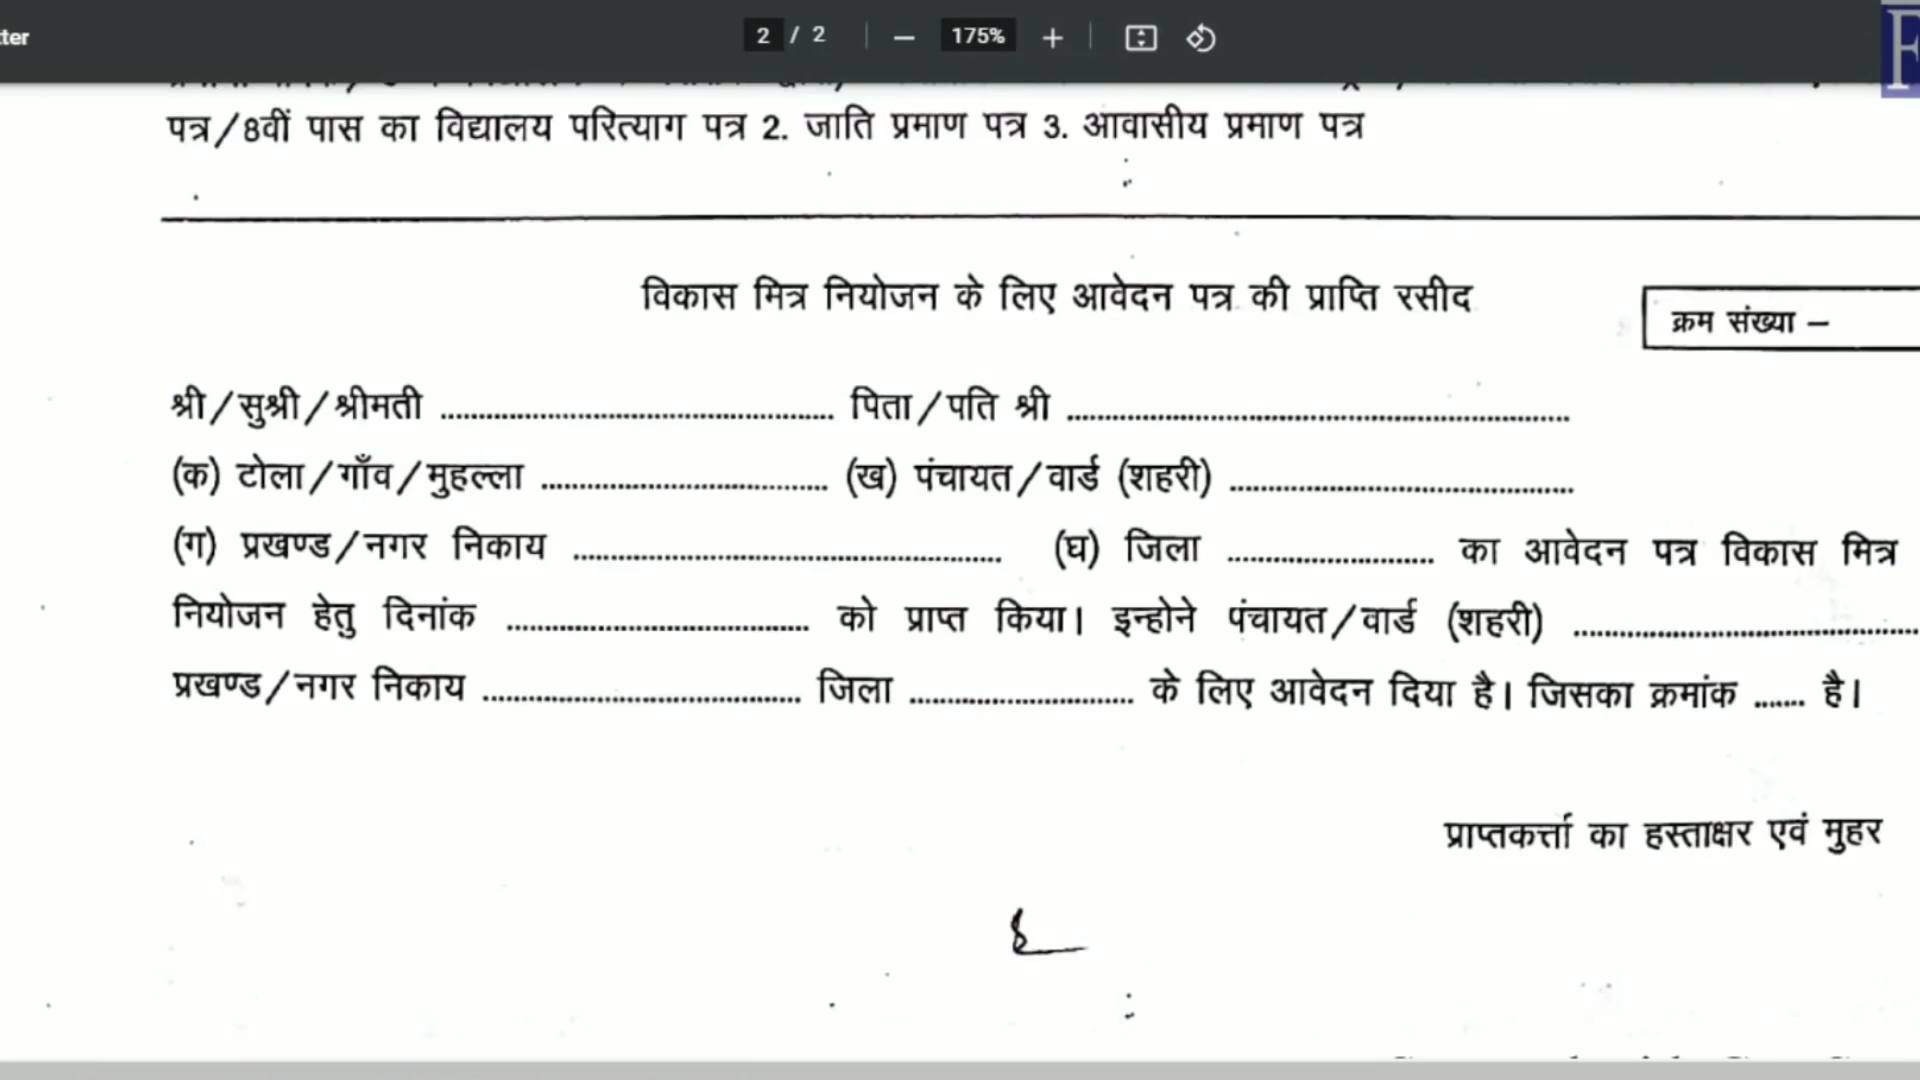 ter
2 / 2
175%
पत्र/8वीं पास का विद्यालय परित्याग पत्र 2. जाति प्रमाण पत्र 3. आवासीय प्रमाण पत्र
विकास मित्र नियोजन के लिए आवेदन पत्र की प्राप्ति रसीद
क्रम संख्या –
श्री/सुश्री/श्रीमती ........................................ पिता/पति श्री ..................................................
(क) टोला/गाँव/मुहल्ला .............................. (ख) पंचायत/वार्ड (शहरी) ....................................
(ग) प्रखण्ड/नगर निकाय ............................................ (घ) जिला ...................... का आवेदन पत्र विकास मित्र
नियोजन हेतु दिनांक ................................ को प्राप्त किया। इन्होने पंचायत/वार्ड (शहरी) ....................................
प्रखण्ड/नगर निकाय ................................. जिला ........................ के लिए आवेदन दिया है। जिसका क्रमांक ...... है।
प्राप्तकर्त्ता का हस्ताक्षर एवं मुहर